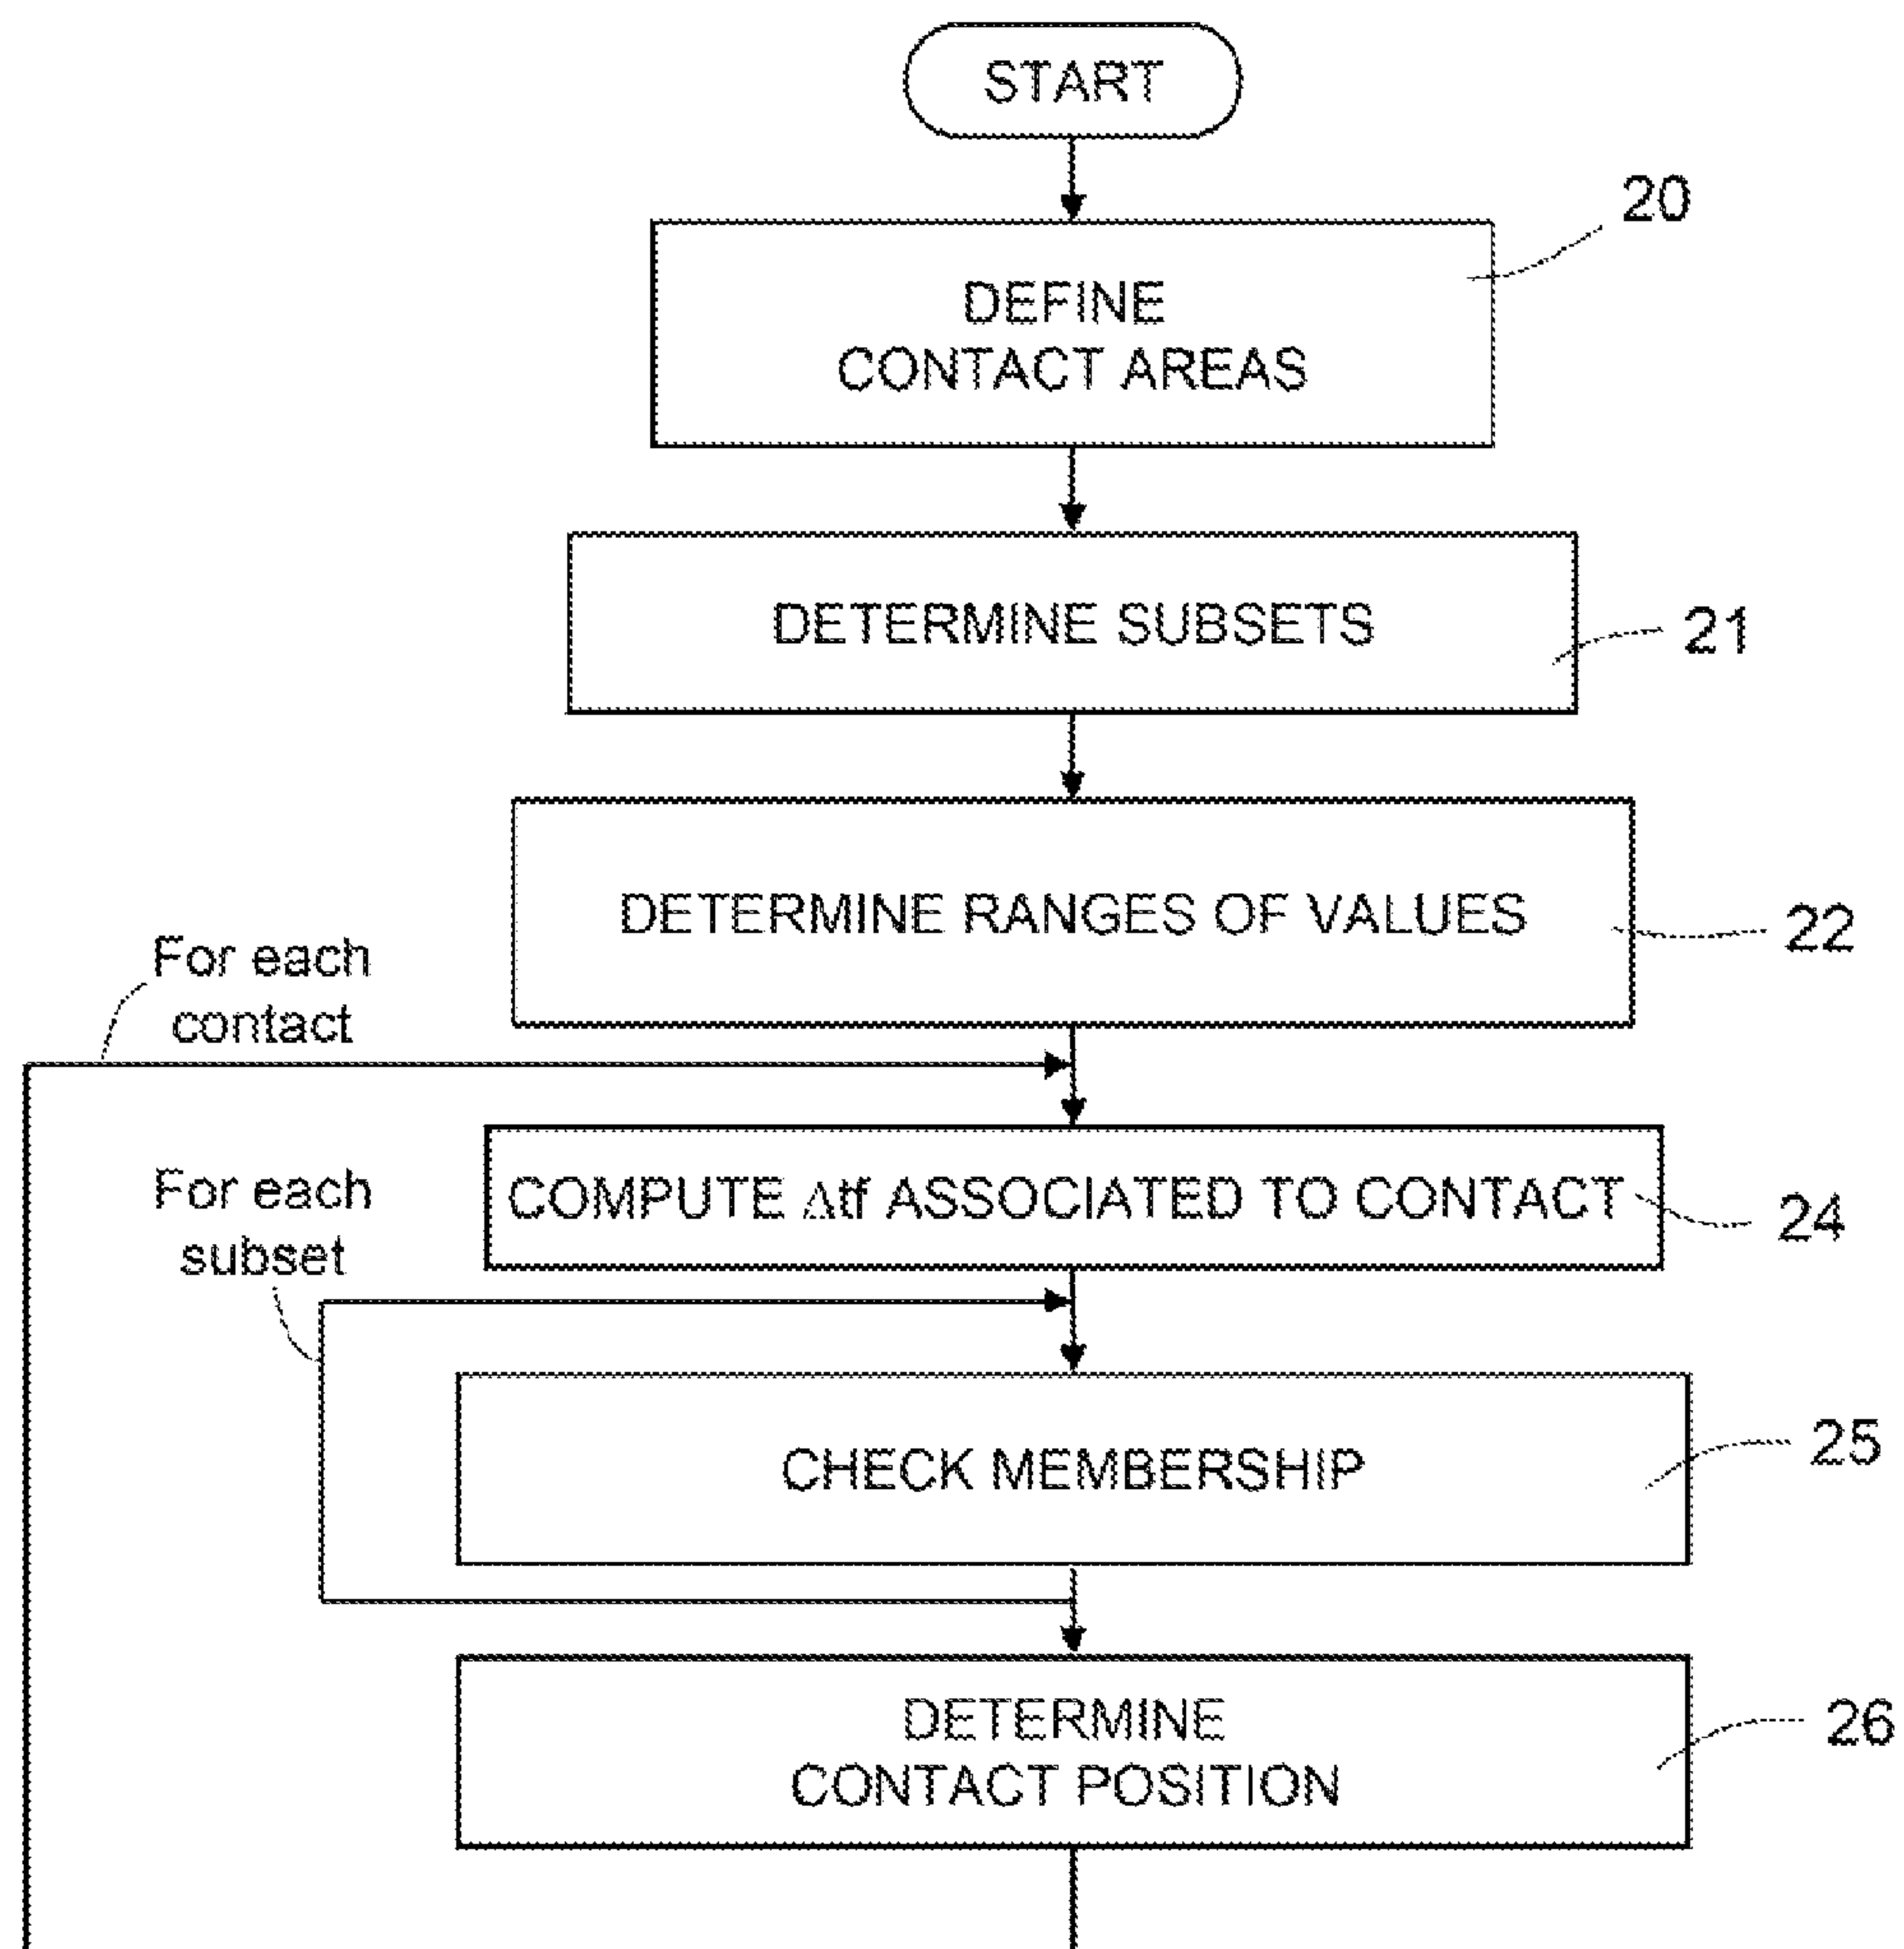 START
20
DEFINE
CONTACT AREAS
DETERMINE SUBSETS
21
DETERMINE RANGES OF VALUES
22
For each
contact
COMPUTE Δtf ASSOCIATED TO CONTACT
24
For each
subset
CHECK MEMBERSHIP
25
DETERMINE
CONTACT POSITION
26